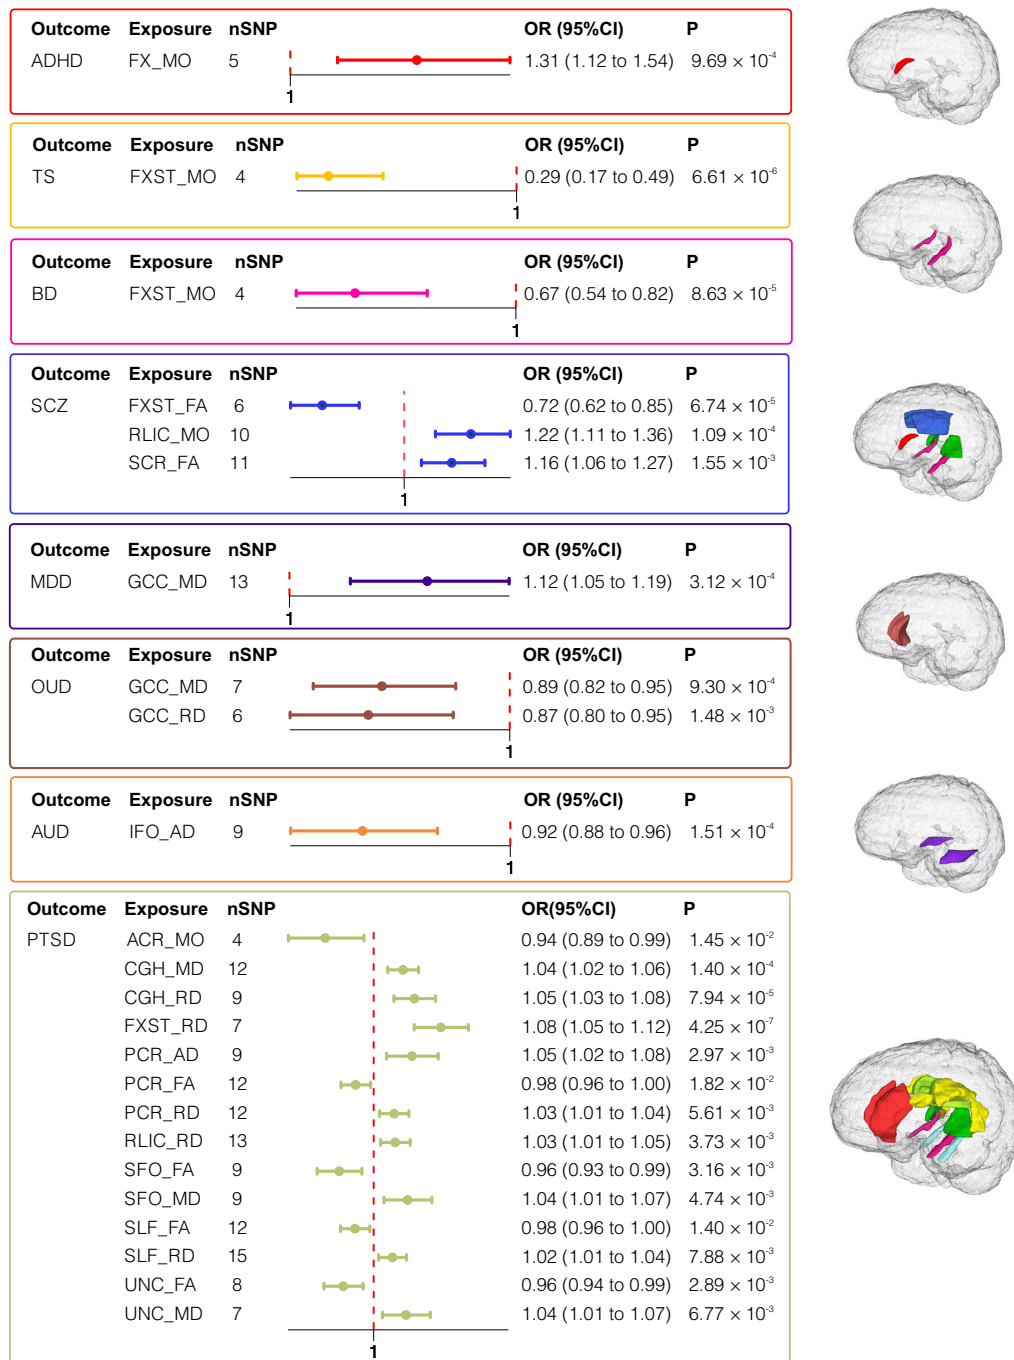 Outcome Exposure nSNP OR (95%CI) P
ADHD FX_MO 5 1.31 (1.12 to 1.54) 9.69 × 10⁻⁴
1
Outcome Exposure nSNP OR (95%CI) P
TS FXST_MO 4 0.29 (0.17 to 0.49) 6.61 × 10⁻⁶
1
Outcome Exposure nSNP OR (95%CI) P
BD FXST_MO 4 0.67 (0.54 to 0.82) 8.63 × 10⁻⁵
1
Outcome Exposure nSNP OR (95%CI) P
SCZ FXST_FA 6 0.72 (0.62 to 0.85) 6.74 × 10⁻⁵
RLIC_MO 10 1.22 (1.11 to 1.36) 1.09 × 10⁻⁴
SCR_FA 11 1.16 (1.06 to 1.27) 1.55 × 10⁻³
1
Outcome Exposure nSNP OR (95%CI) P
MDD GCC_MD 13 1.12 (1.05 to 1.19) 3.12 × 10⁻⁴
1
Outcome Exposure nSNP OR (95%CI) P
OUD GCC_MD 7 0.89 (0.82 to 0.95) 9.30 × 10⁻⁴
GCC_RD 6 0.87 (0.80 to 0.95) 1.48 × 10⁻³
1
Outcome Exposure nSNP OR (95%CI) P
AUD IFO_AD 9 0.92 (0.88 to 0.96) 1.51 × 10⁻⁴
1
Outcome Exposure nSNP OR(95%CI) P
PTSD ACR_MO 4 0.94 (0.89 to 0.99) 1.45 × 10⁻²
CGH_MD 12 1.04 (1.02 to 1.06) 1.40 × 10⁻⁴
CGH_RD 9 1.05 (1.03 to 1.08) 7.94 × 10⁻⁵
FXST_RD 7 1.08 (1.05 to 1.12) 4.25 × 10⁻⁷
PCR_AD 9 1.05 (1.02 to 1.08) 2.97 × 10⁻³
PCR_FA 12 0.98 (0.96 to 1.00) 1.82 × 10⁻²
PCR_RD 12 1.03 (1.01 to 1.04) 5.61 × 10⁻³
RLIC_RD 13 1.03 (1.01 to 1.05) 3.73 × 10⁻³
SFO_FA 9 0.96 (0.93 to 0.99) 3.16 × 10⁻³
SFO_MD 9 1.04 (1.01 to 1.07) 4.74 × 10⁻³
SLF_FA 12 0.98 (0.96 to 1.00) 1.40 × 10⁻²
SLF_RD 15 1.02 (1.01 to 1.04) 7.88 × 10⁻³
UNC_FA 8 0.96 (0.94 to 0.99) 2.89 × 10⁻³
UNC_MD 7 1.04 (1.01 to 1.07) 6.77 × 10⁻³
1